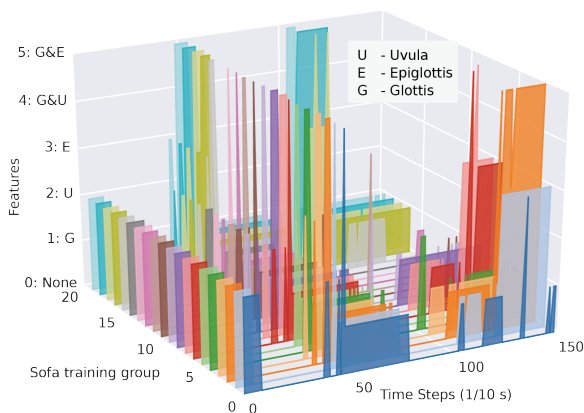 5: G&E
4: G&U
3: E
2: U
1: G
0: None
Features
U - Uvula
E - Epiglottis
G - Glottis
20
15
10
5
0
Sofa training group
0
50
100
150
Time Steps (1/10 s)